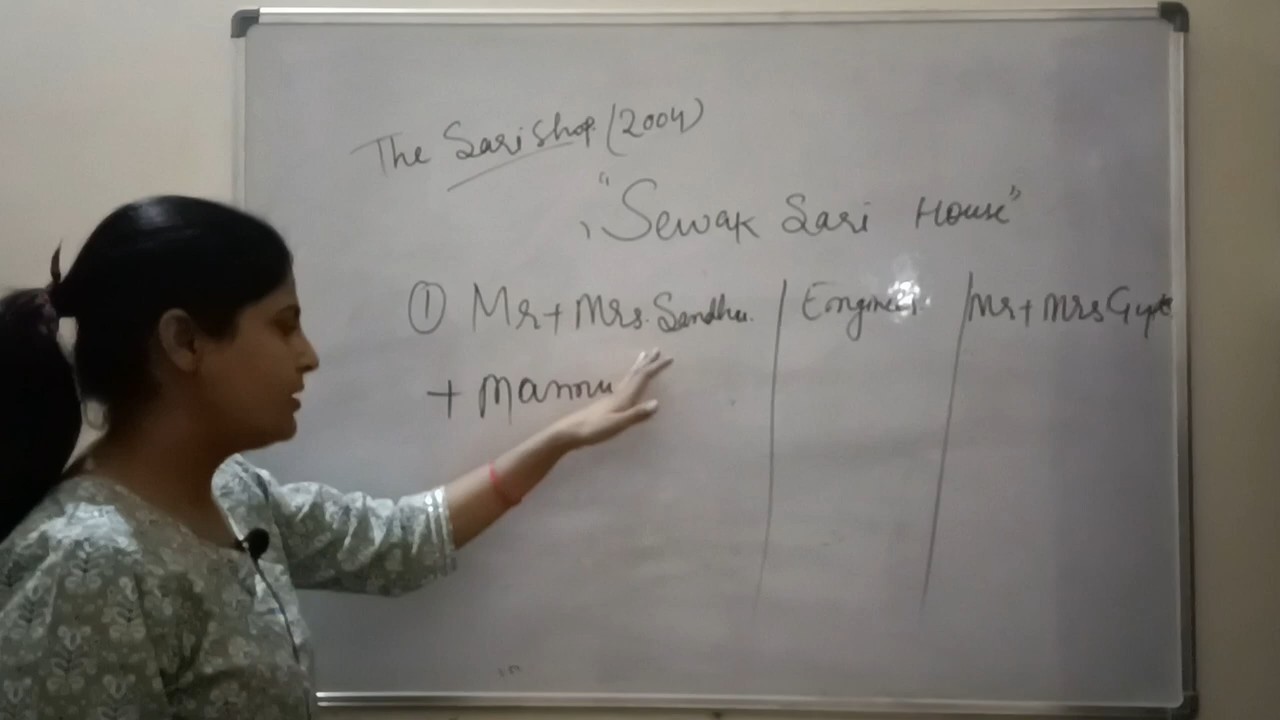 The Sari Shop (2004)
"Sewak Sari House"
① Mr + Mrs. Sandhu. | Engineer | Mr + Mrs Gupta
+ Mannu